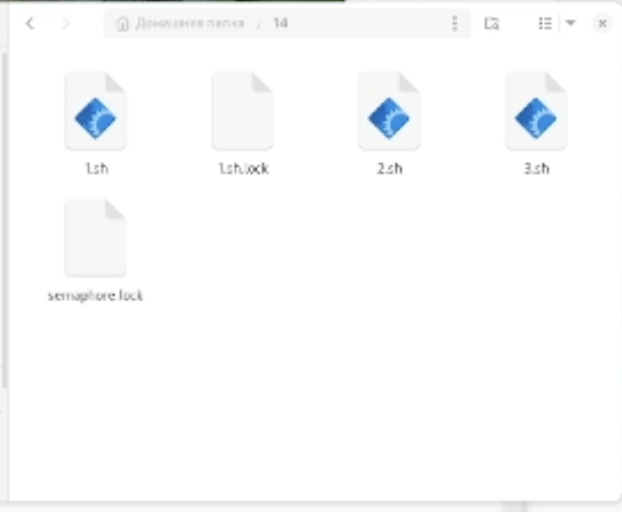 Домашняя папка / 14
1.sh
1.sh.lock
2.sh
3.sh
semaphore.lock